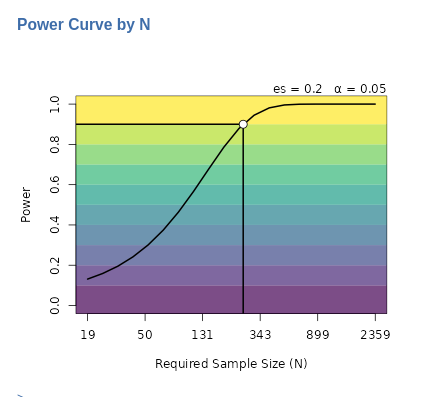 Power Curve by N
es = 0.2 α = 0.05
1.0
0.8
0.6
0.4
0.2
0.0
Power
19 50 131 343 899 2359
Required Sample Size (N)
~